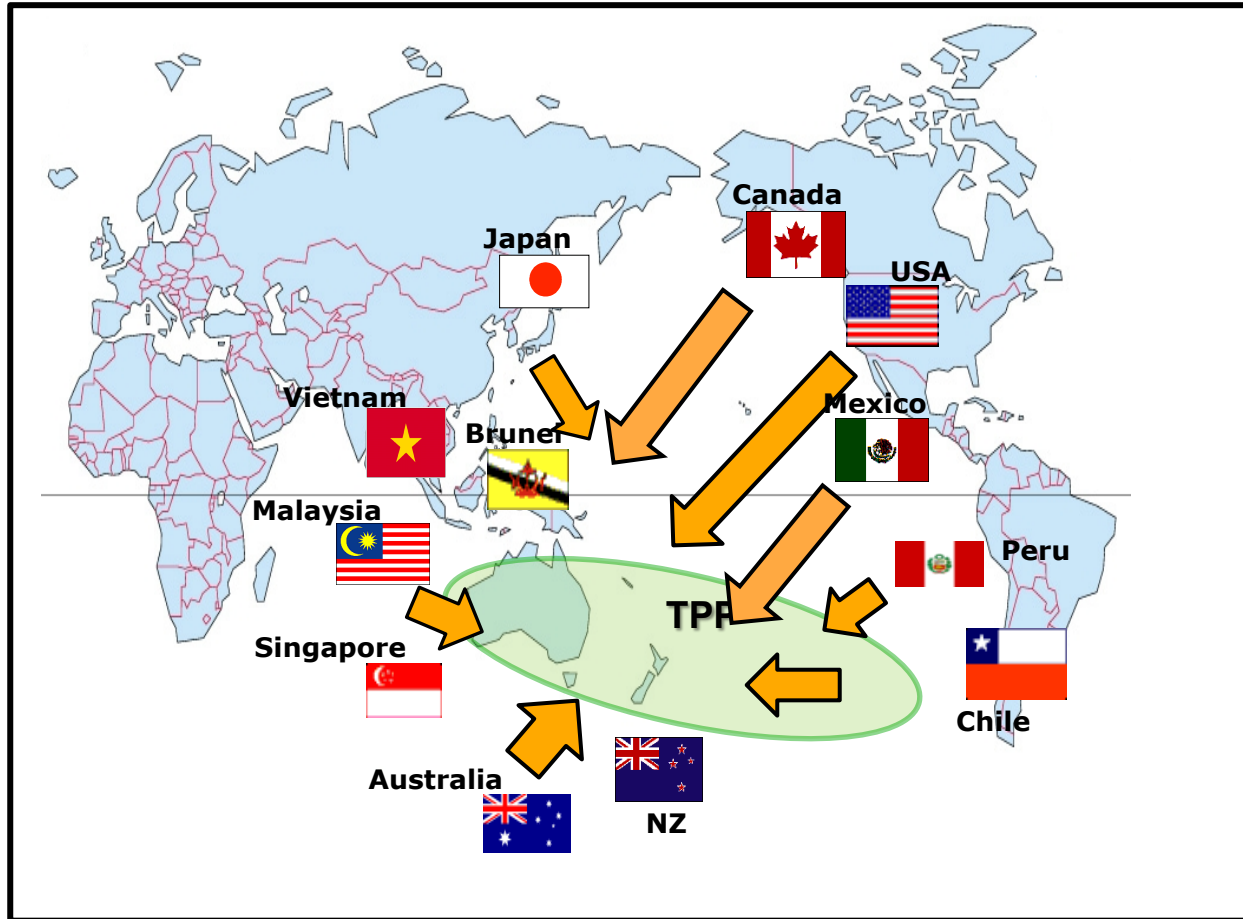 Canada
Japan
USA
Vietnam
Mexico
Brunei
Malaysia
Peru
TPP
Singapore
Chile
Australia
NZ